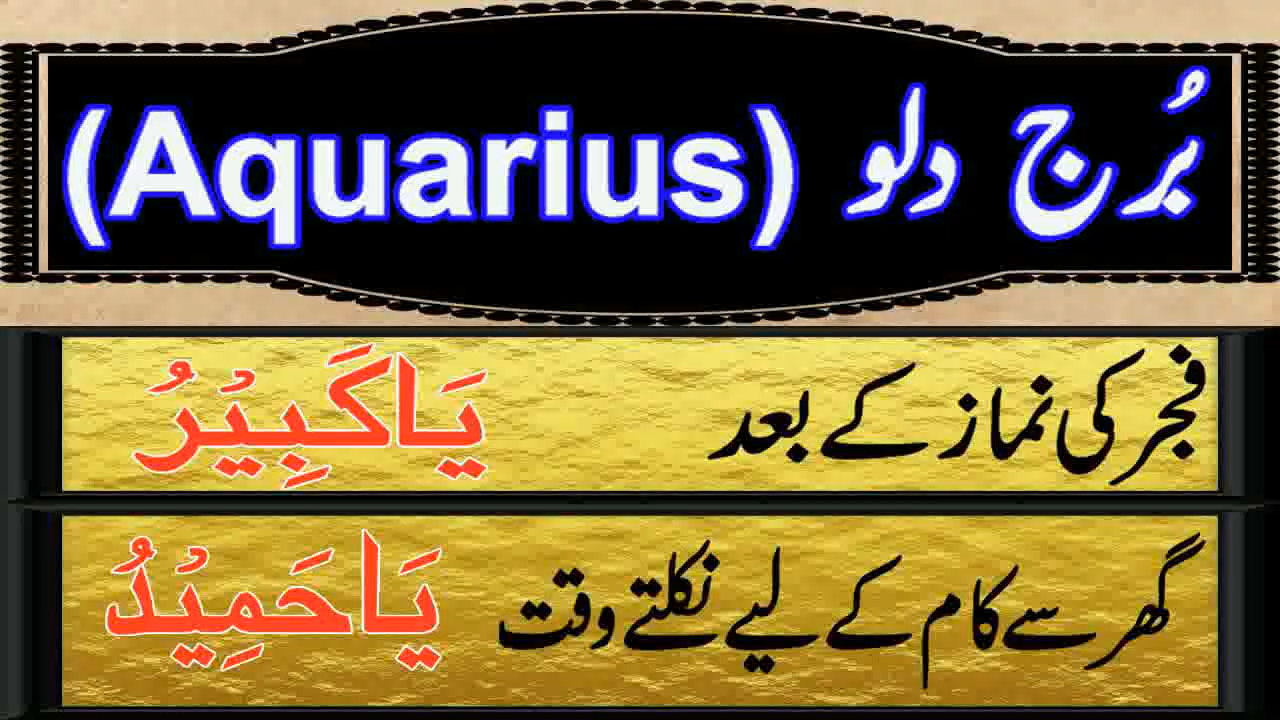 بُرج دلو (Aquarius)
فجر کی نماز کے بعد یَاکَبِیْرُ
گھر سے کام کے لیے نکلتے وقت یَاحَمِیْدُ